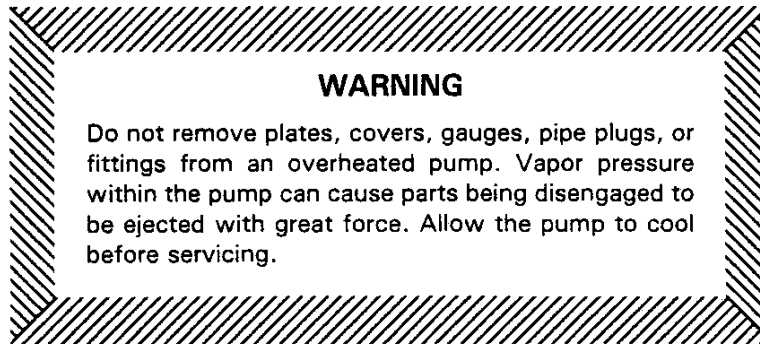 WARNING
Do not remove plates, covers, gauges, pipe plugs, or
fittings from an overheated pump. Vapor pressure
within the pump can cause parts being disengaged to
be ejected with great force. Allow the pump to cool
before servicing.